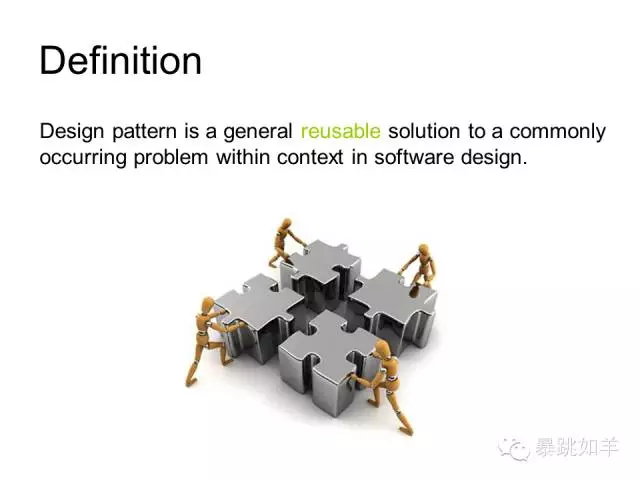 Definition
Design pattern is a general reusable solution to a commonly
occurring problem within context in software design.
暴跳如羊